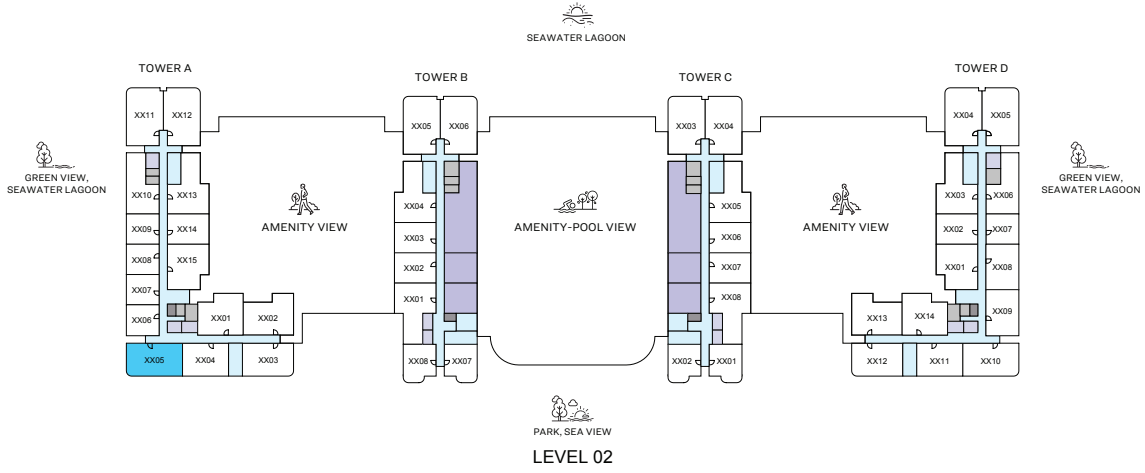 SEAWATER LAGOON
TOWER A
TOWER B
TOWER C
TOWER D
XX11
XX12
XX05
XX06
XX03
XX04
XX04
XX05
GREEN VIEW,
SEAWATER LAGOON
GREEN VIEW,
SEAWATER LAGOON
XX10
XX13
XX04
XX05
XX03
XX06
AMENITY VIEW
AMENITY-POOL VIEW
AMENITY VIEW
XX09
XX14
XX03
XX06
XX02
XX07
XX08
XX15
XX02
XX07
XX01
XX08
XX07
XX01
XX08
XX06
XX01
XX02
XX13
XX14
XX09
XX05
XX04
XX03
XX08
XX07
XX02
XX01
XX12
XX11
XX10
PARK, SEA VIEW
LEVEL 02